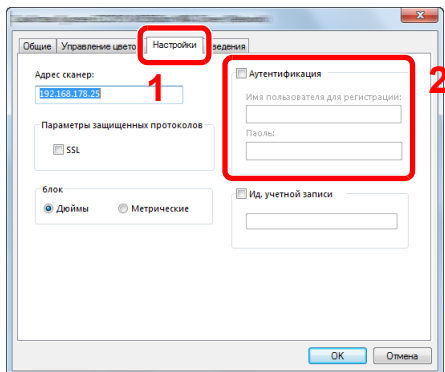 Общие Управление цвето Настройки ведения
Адрес сканер:
192.168.178.25
1
Параметры защищенных протоколов
SSL
блок
Дюймы Метрические
Аутентификация
2
Имя пользователя для регистрации:
Паоль:
Ид. учетной записи
OK Отмена